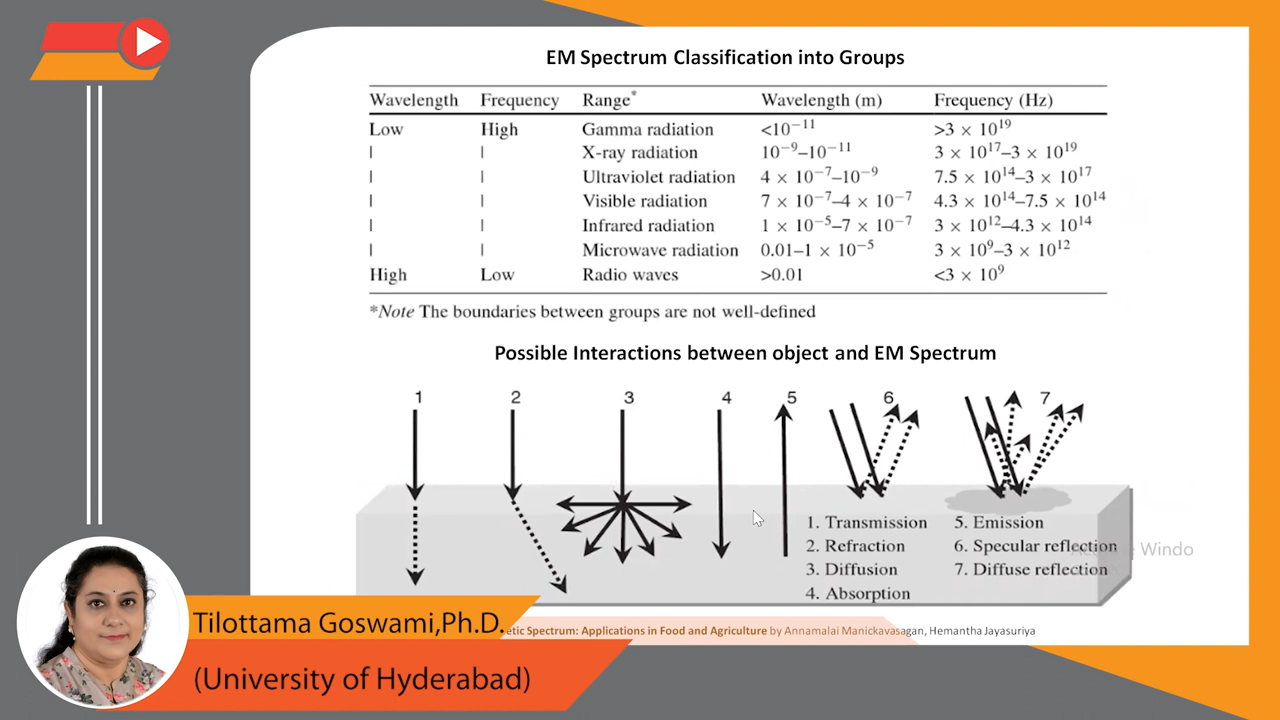 EM Spectrum Classification into Groups
Wavelength Frequency Range* Wavelength (m) Frequency (Hz)
Low High Gamma radiation <10⁻¹¹ >3 × 10¹⁹
| | X-ray radiation 10⁻⁹–10⁻¹¹ 3 × 10¹⁷–3 × 10¹⁹
| | Ultraviolet radiation 4 × 10⁻⁷–10⁻⁹ 7.5 × 10¹⁴–3 × 10¹⁷
| | Visible radiation 7 × 10⁻⁷–4 × 10⁻⁷ 4.3 × 10¹⁴–7.5 × 10¹⁴
| | Infrared radiation 1 × 10⁻⁵–7 × 10⁻⁷ 3 × 10¹²–4.3 × 10¹⁴
| | Microwave radiation 0.01–1 × 10⁻⁵ 3 × 10⁹–3 × 10¹²
High Low Radio waves >0.01 <3 × 10⁹
*Note The boundaries between groups are not well-defined
Possible Interactions between object and EM Spectrum
1 2 3 4 5 6 7
1. Transmission 5. Emission
2. Refraction 6. Specular reflection
3. Diffusion 7. Diffuse reflection
4. Absorption
Windo
Tilottama Goswami,Ph.D.
Spectrum: Applications in Food and Agriculture by Annamalai Manickavasagan, Hemantha Jayasuriya
(University of Hyderabad)